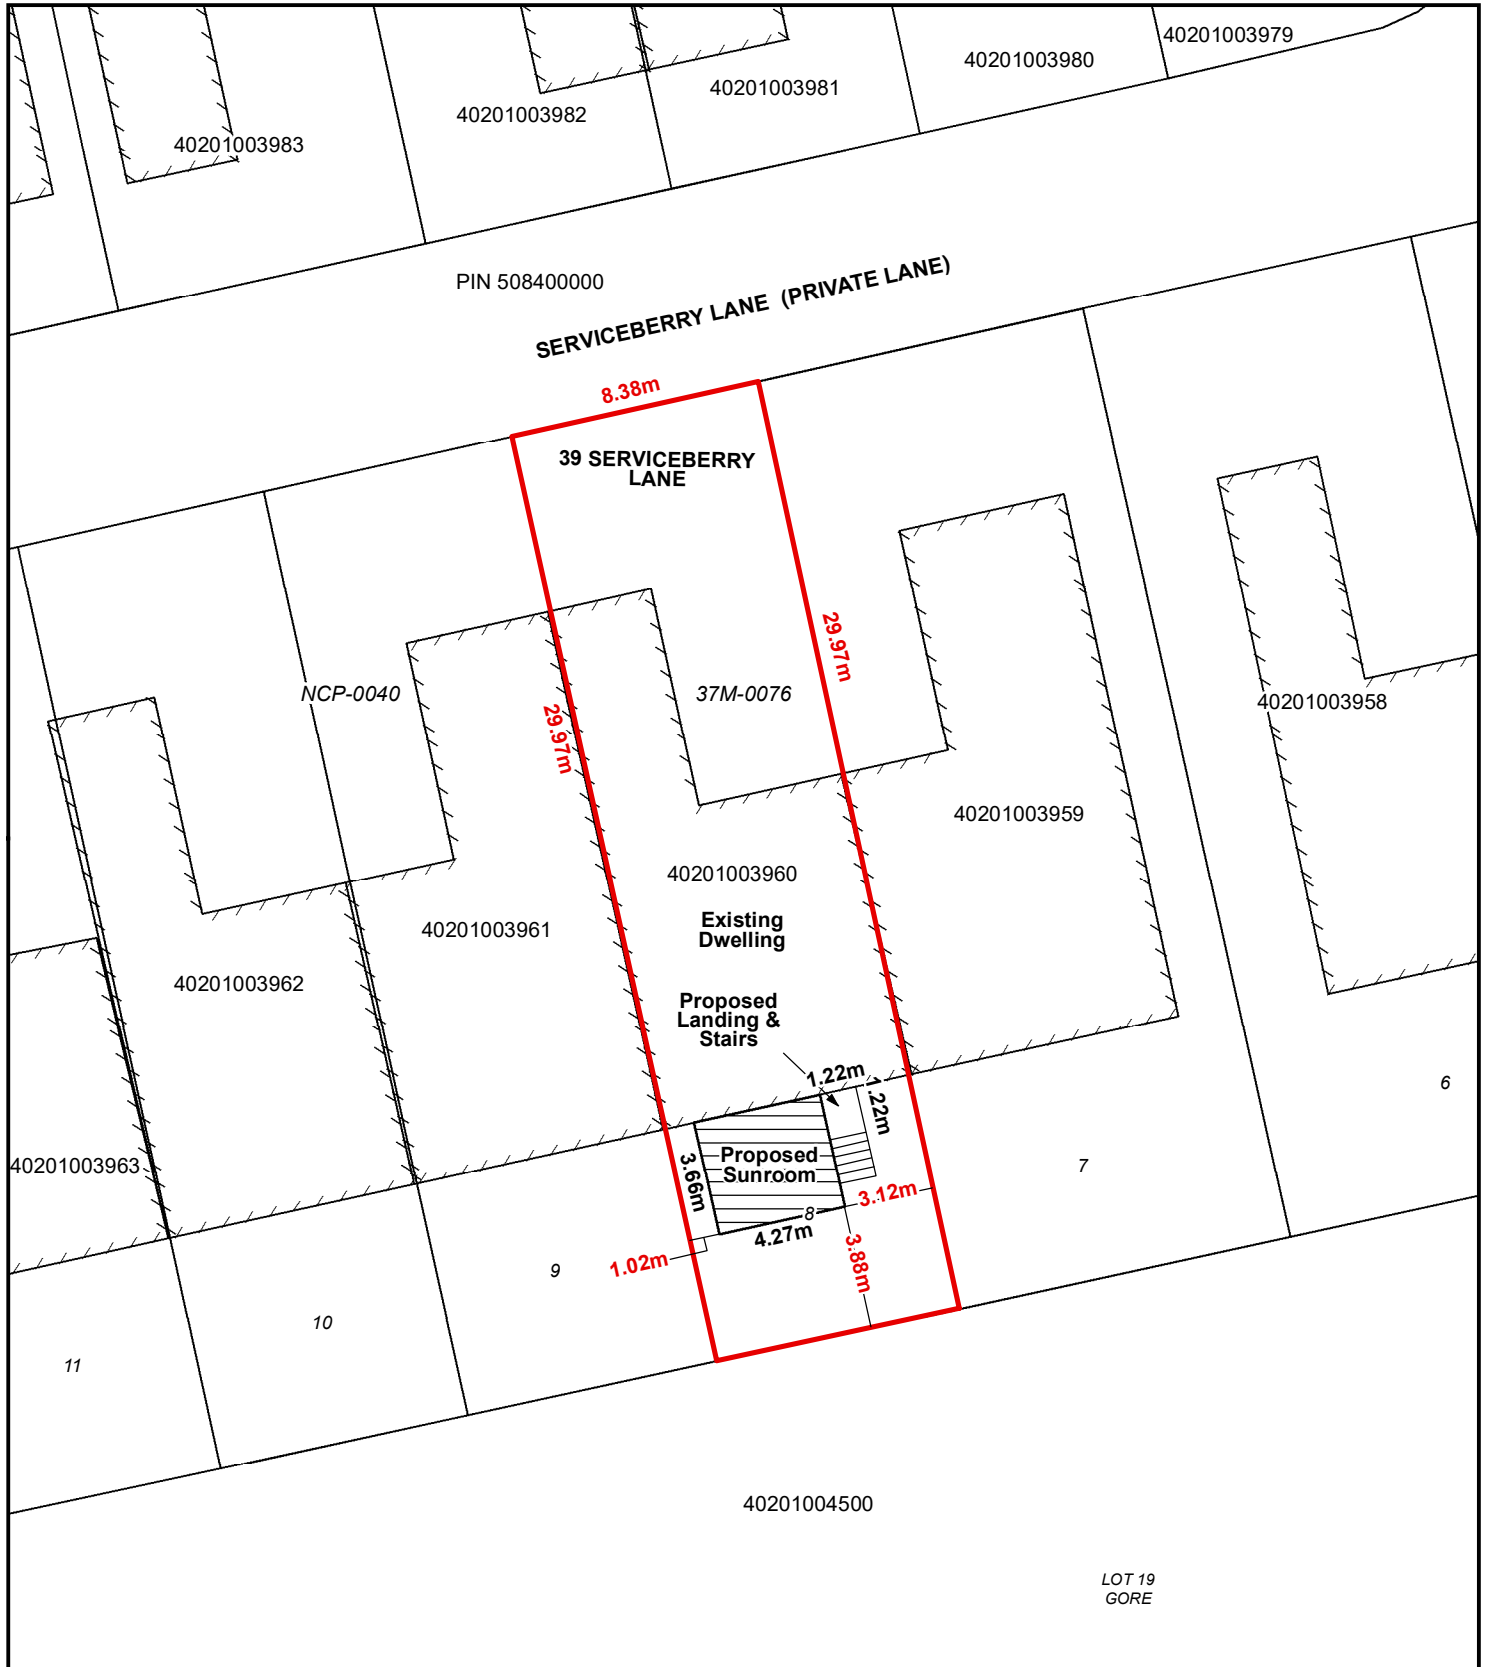 40201003979
40201003980
40201003981
40201003982
40201003983
PIN 508400000
SERVICEBERRY LANE (PRIVATE LANE)
8.38m
39 SERVICEBERRY
LANE
29.97m
NCP-0040
37M-0076
40201003958
29.97m
40201003959
40201003960
Existing
Dwelling
40201003961
40201003962
Proposed
Landing &
Stairs
1.22m
1.22m
6
40201003963
3.66m
Proposed
Sunroom
7
3.12m
8
4.27m
3.88m
1.02m
9
10
11
40201004500
LOT 19
GORE